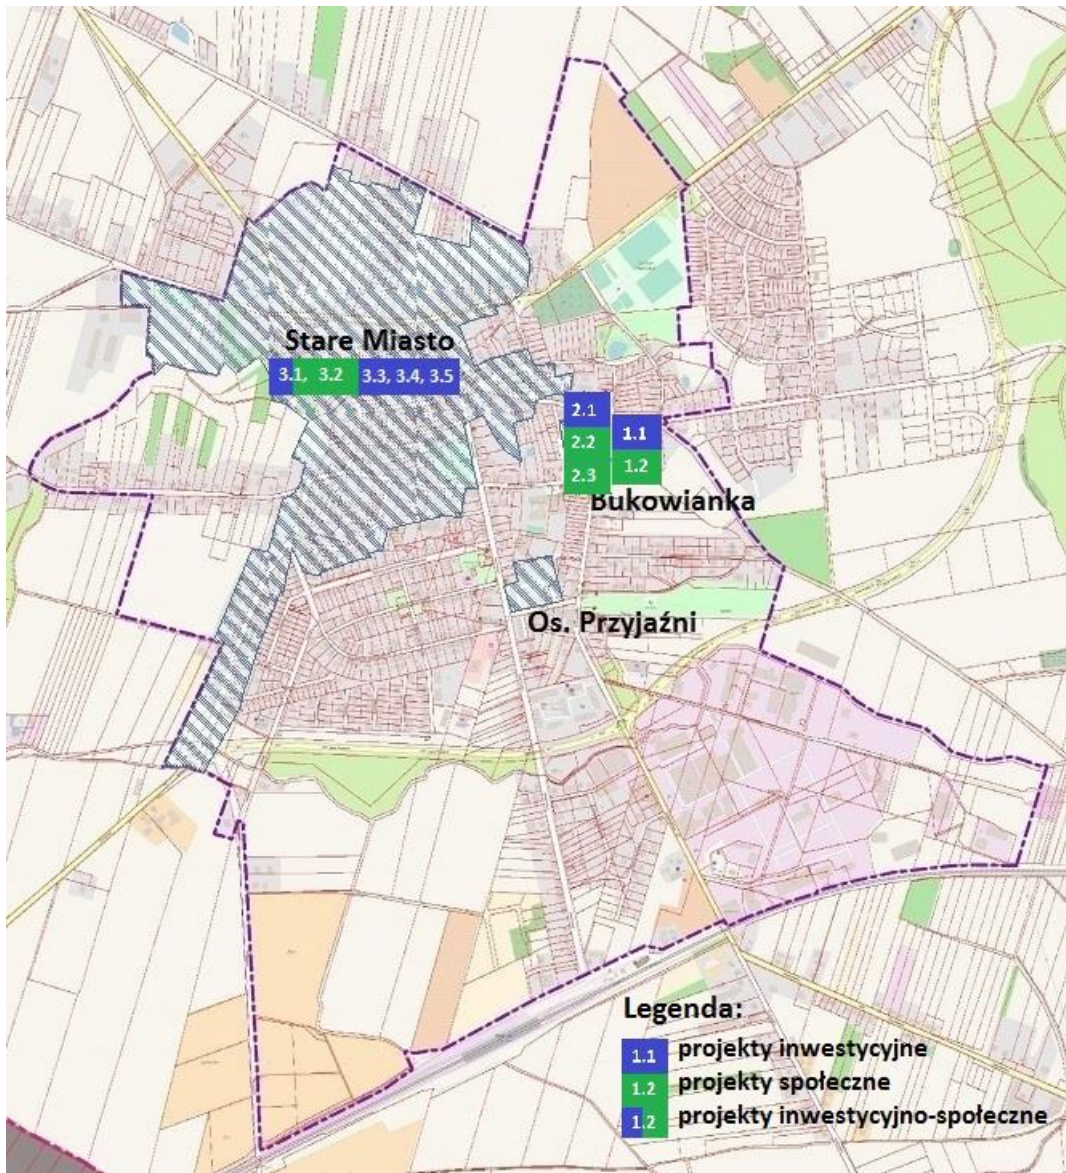 Stare Miasto
3.1, 3.2 3.3, 3.4, 3.5
2.1
1.1
2.2
1.2
2.3
Bukowianka
Os. Przyjaźni
Legenda:
1.1 projekty inwestycyjne
1.2 projekty społeczne
1.2 projekty inwestycyjno-społeczne